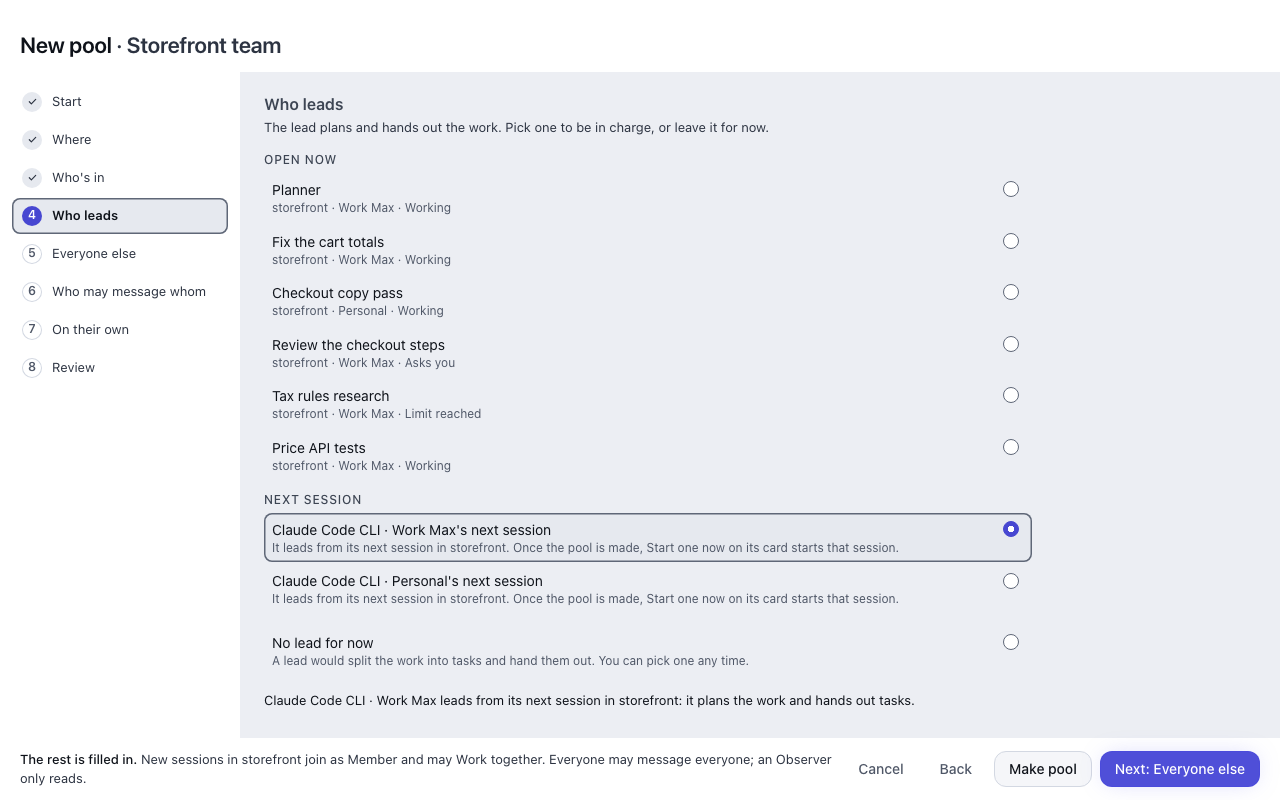 New pool · Storefront team
Start
Where
Who's in
4 Who leads
5 Everyone else
6 Who may message whom
7 On their own
8 Review
Who leads
The lead plans and hands out the work. Pick one to be in charge, or leave it for now.
OPEN NOW
Planner
storefront · Work Max · Working
Fix the cart totals
storefront · Work Max · Working
Checkout copy pass
storefront · Personal · Working
Review the checkout steps
storefront · Work Max · Asks you
Tax rules research
storefront · Work Max · Limit reached
Price API tests
storefront · Work Max · Working
NEXT SESSION
Claude Code CLI · Work Max's next session
It leads from its next session in storefront. Once the pool is made, Start one now on its card starts that session.
Claude Code CLI · Personal's next session
It leads from its next session in storefront. Once the pool is made, Start one now on its card starts that session.
No lead for now
A lead would split the work into tasks and hand them out. You can pick one any time.
Claude Code CLI · Work Max leads from its next session in storefront: it plans the work and hands out tasks.
The rest is filled in. New sessions in storefront join as Member and may Work together. Everyone may message everyone; an Observer
only reads.
Cancel
Back
Make pool
Next: Everyone else